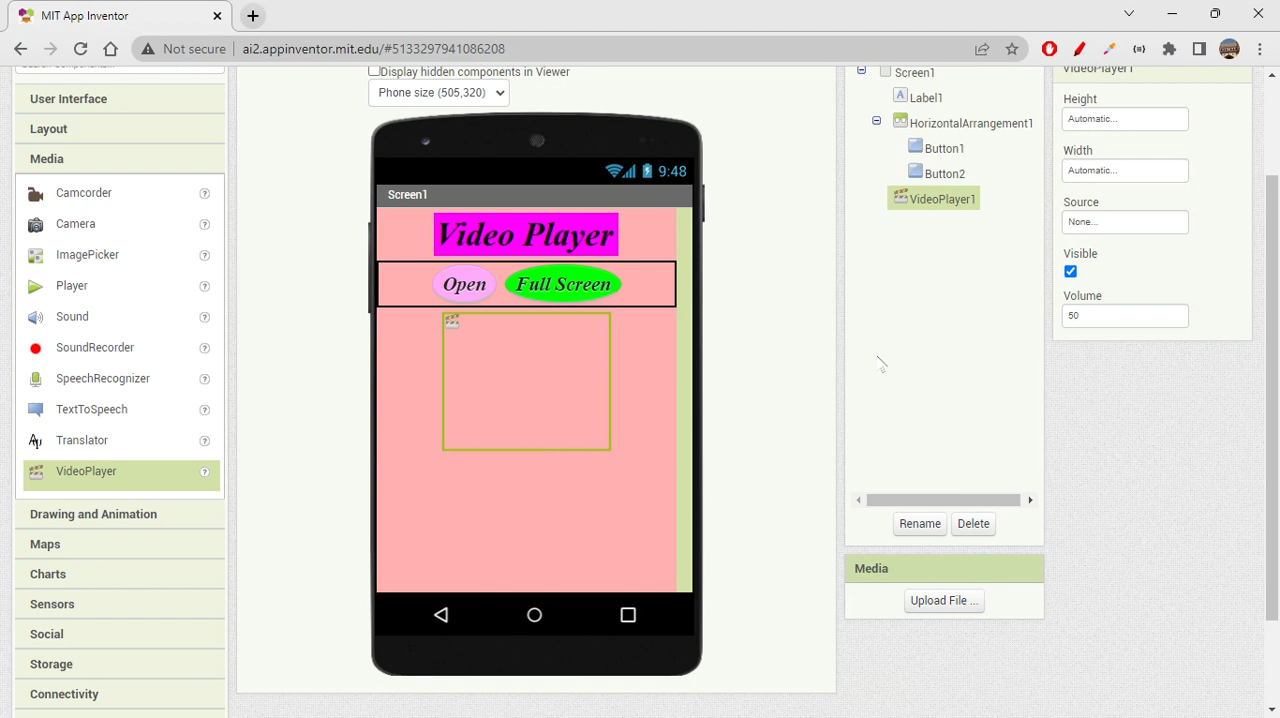 MIT App Inventor
Not secure
ai2.appinventor.mit.edu/#5133297941086208
User Interface
Layout
Media
Camcorder
Camera
ImagePicker
Player
Sound
SoundRecorder
SpeechRecognizer
TextToSpeech
Translator
VideoPlayer
Drawing and Animation
Maps
Charts
Sensors
Social
Storage
Connectivity
Display hidden components in Viewer
Phone size (505,320)
9:48
Screen1
Video Player
Open
Full Screen
Screen1
Label1
HorizontalArrangement1
Button1
Button2
VideoPlayer1
Rename
Delete
Media
Upload File ...
VideoPlayer1
Height
Automatic...
Width
Automatic...
Source
None...
Visible
Volume
50